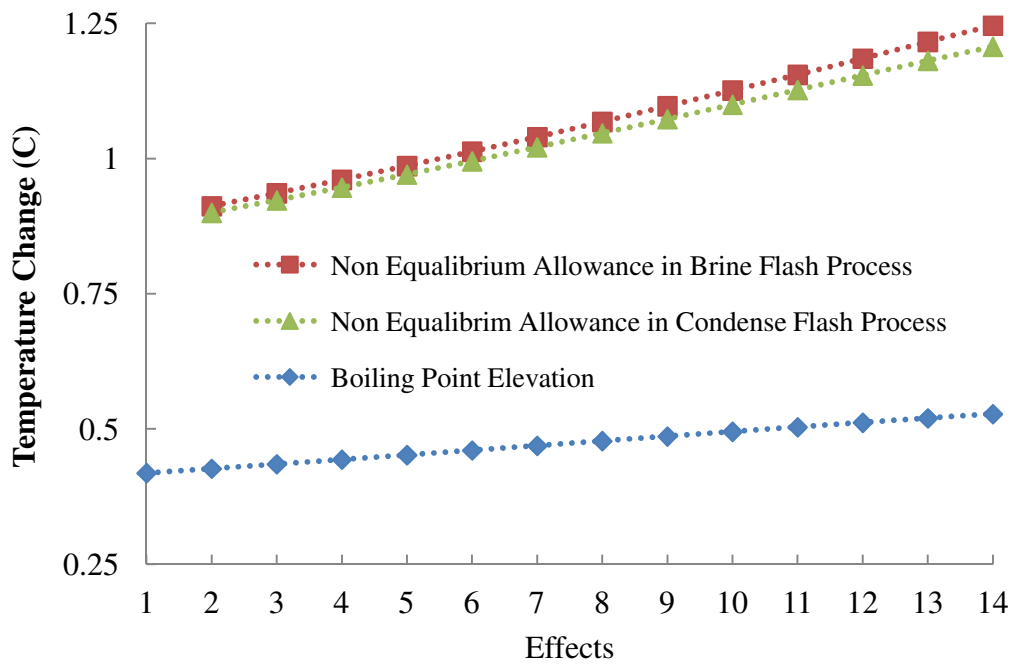 1.25
1
0.75
0.5
0.25
Temperature Change (C)
Non Equalibrium Allowance in Brine Flash Process
Non Equalibrim Allowance in Condense Flash Process
Boiling Point Elevation
1 2 3 4 5 6 7 8 9 10 11 12 13 14
Effects